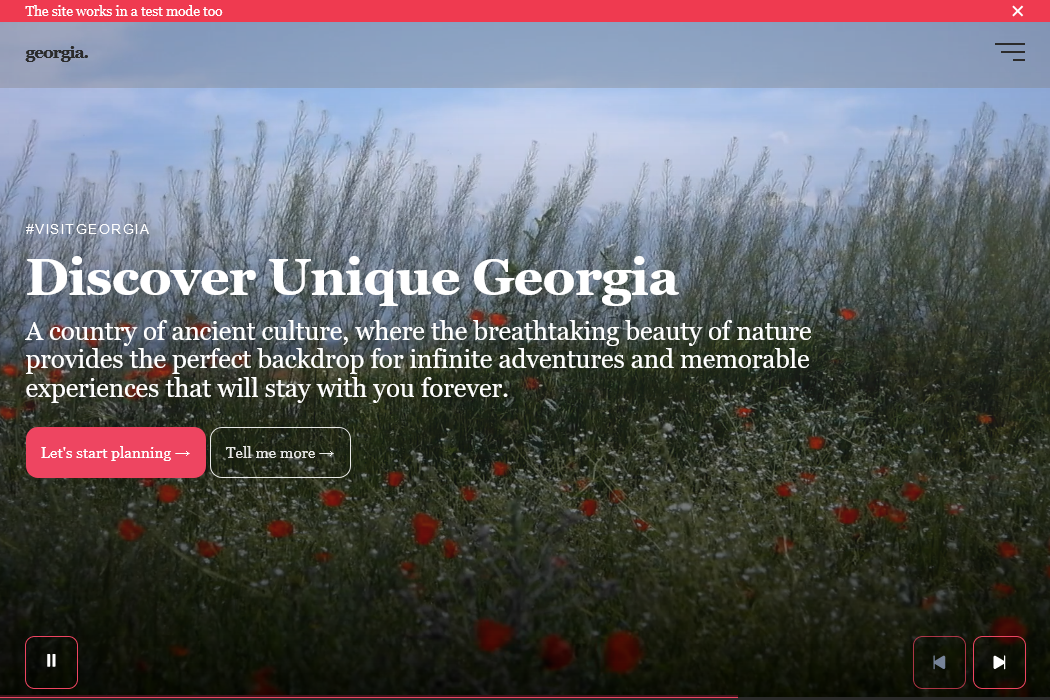 The site works in a test mode too
georgia.
#VISITGEORGIA
Discover Unique Georgia
A country of ancient culture, where the breathtaking beauty of nature
provides the perfect backdrop for infinite adventures and memorable
experiences that will stay with you forever.
Let's start planning →
Tell me more →